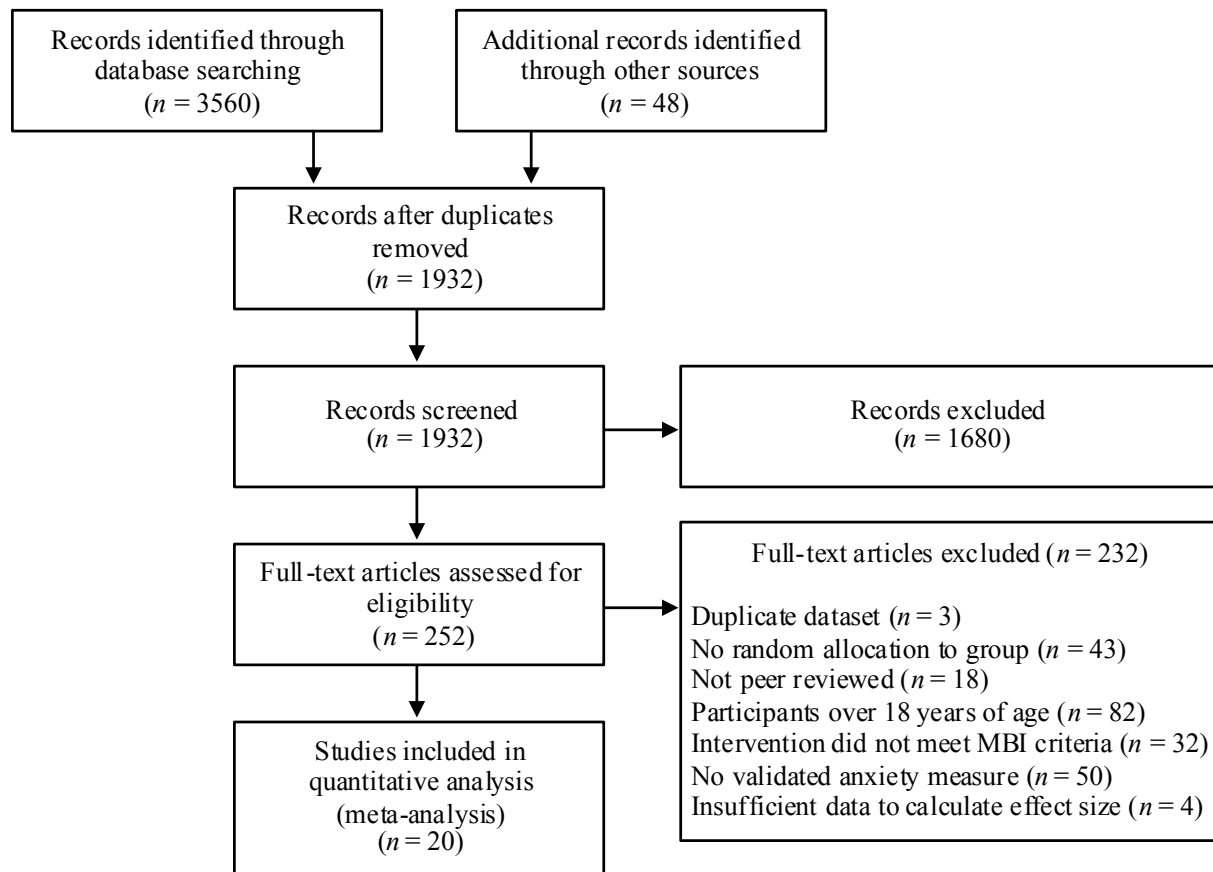 Records identified through
database searching
(n = 3560)
Additional records identified
through other sources
(n = 48)
Records after duplicates
removed
(n = 1932)
Records screened
(n = 1932)
Records excluded
(n = 1680)
Full-text articles assessed for
eligibility
(n = 252)
Full-text articles excluded (n = 232)
Duplicate dataset (n = 3)
No random allocation to group (n = 43)
Not peer reviewed (n = 18)
Participants over 18 years of age (n = 82)
Intervention did not meet MBI criteria (n = 32)
No validated anxiety measure (n = 50)
Insufficient data to calculate effect size (n = 4)
Studies included in
quantitative analysis
(meta-analysis)
(n = 20)